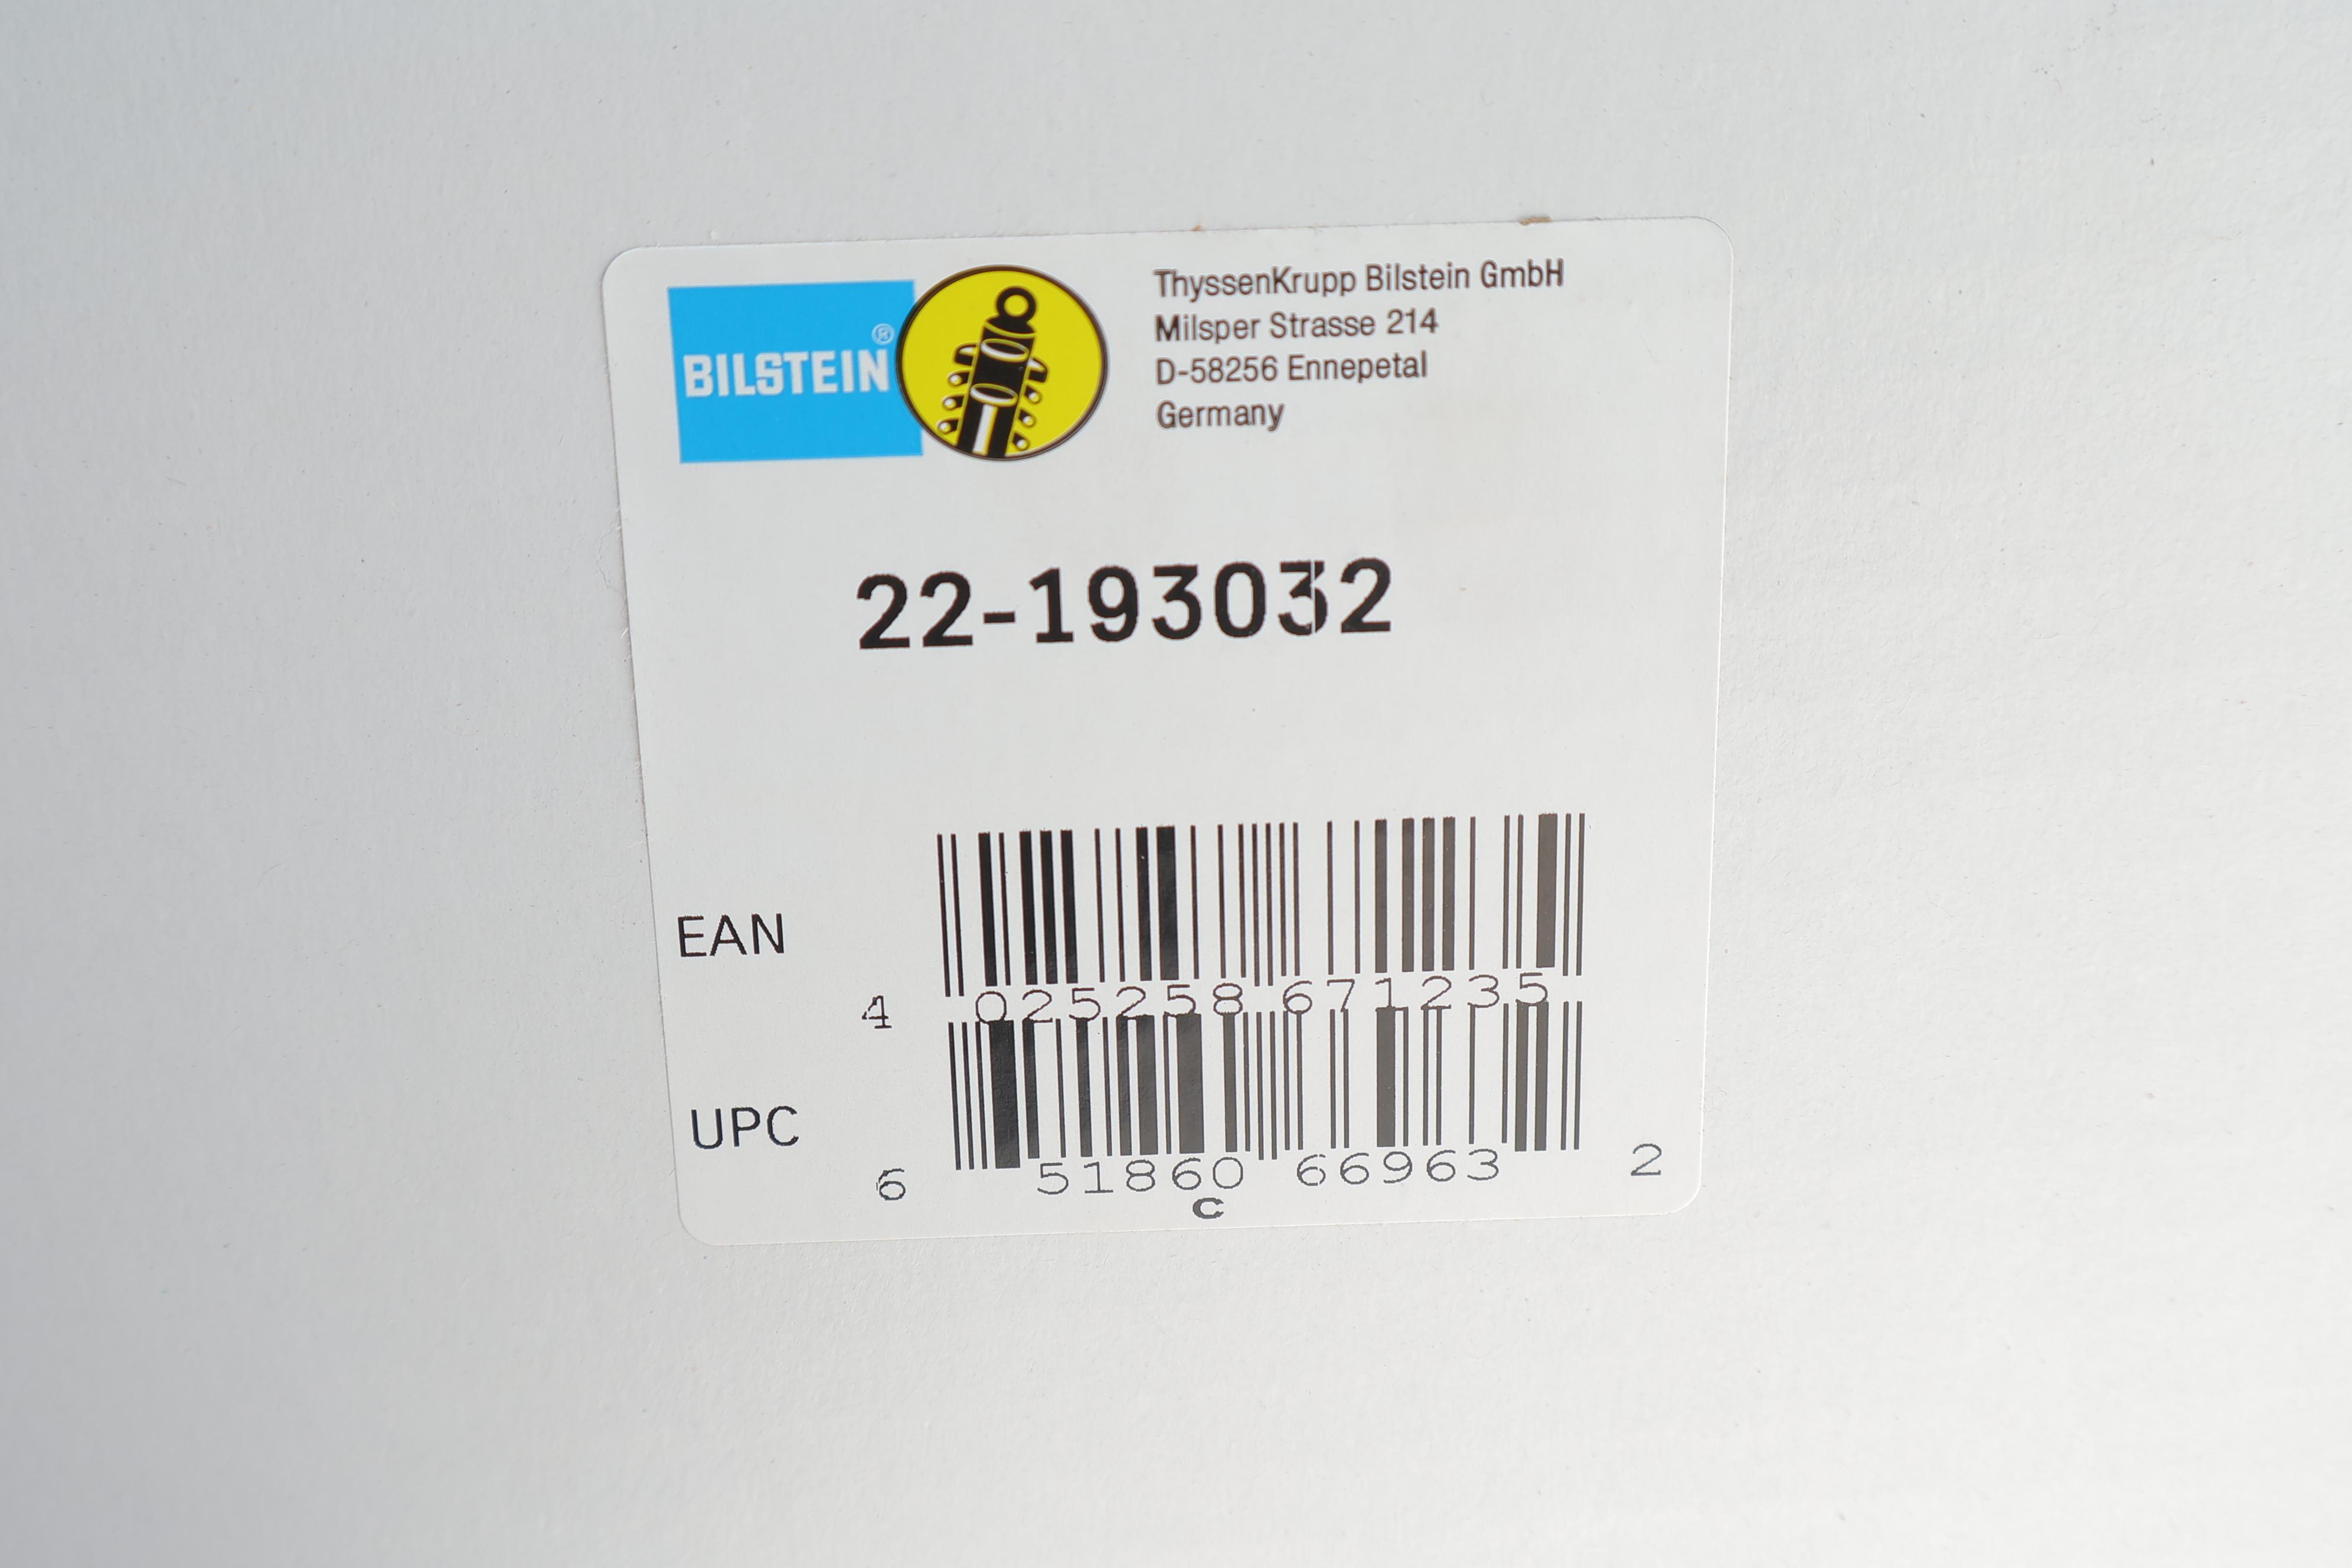 BILSTEIN®
ThyssenKrupp Bilstein GmbH
Milsper Strasse 214
D-58256 Ennepetal
Germany
22-193032
EAN
4 025258 671235
UPC
6 51860 66963 2
C